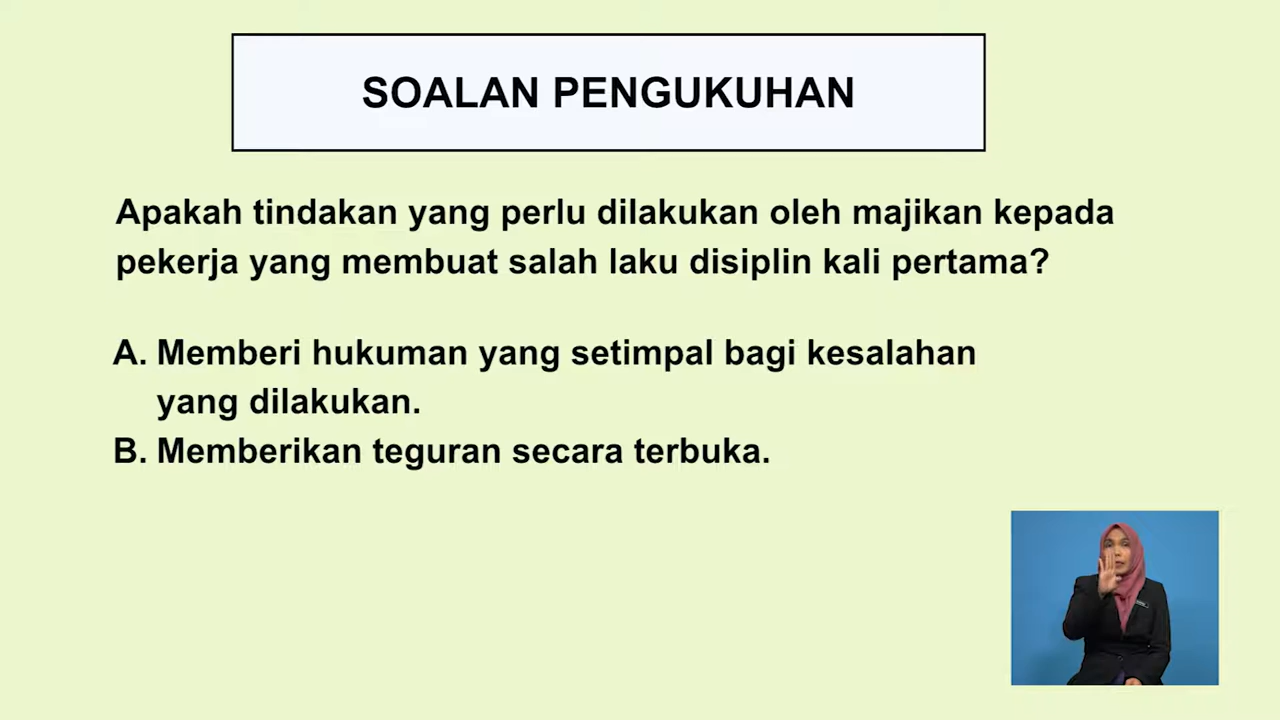 SOALAN PENGUKUHAN
Apakah tindakan yang perlu dilakukan oleh majikan kepada
pekerja yang membuat salah laku disiplin kali pertama?
A. Memberi hukuman yang setimpal bagi kesalahan
yang dilakukan.
B. Memberikan teguran secara terbuka.